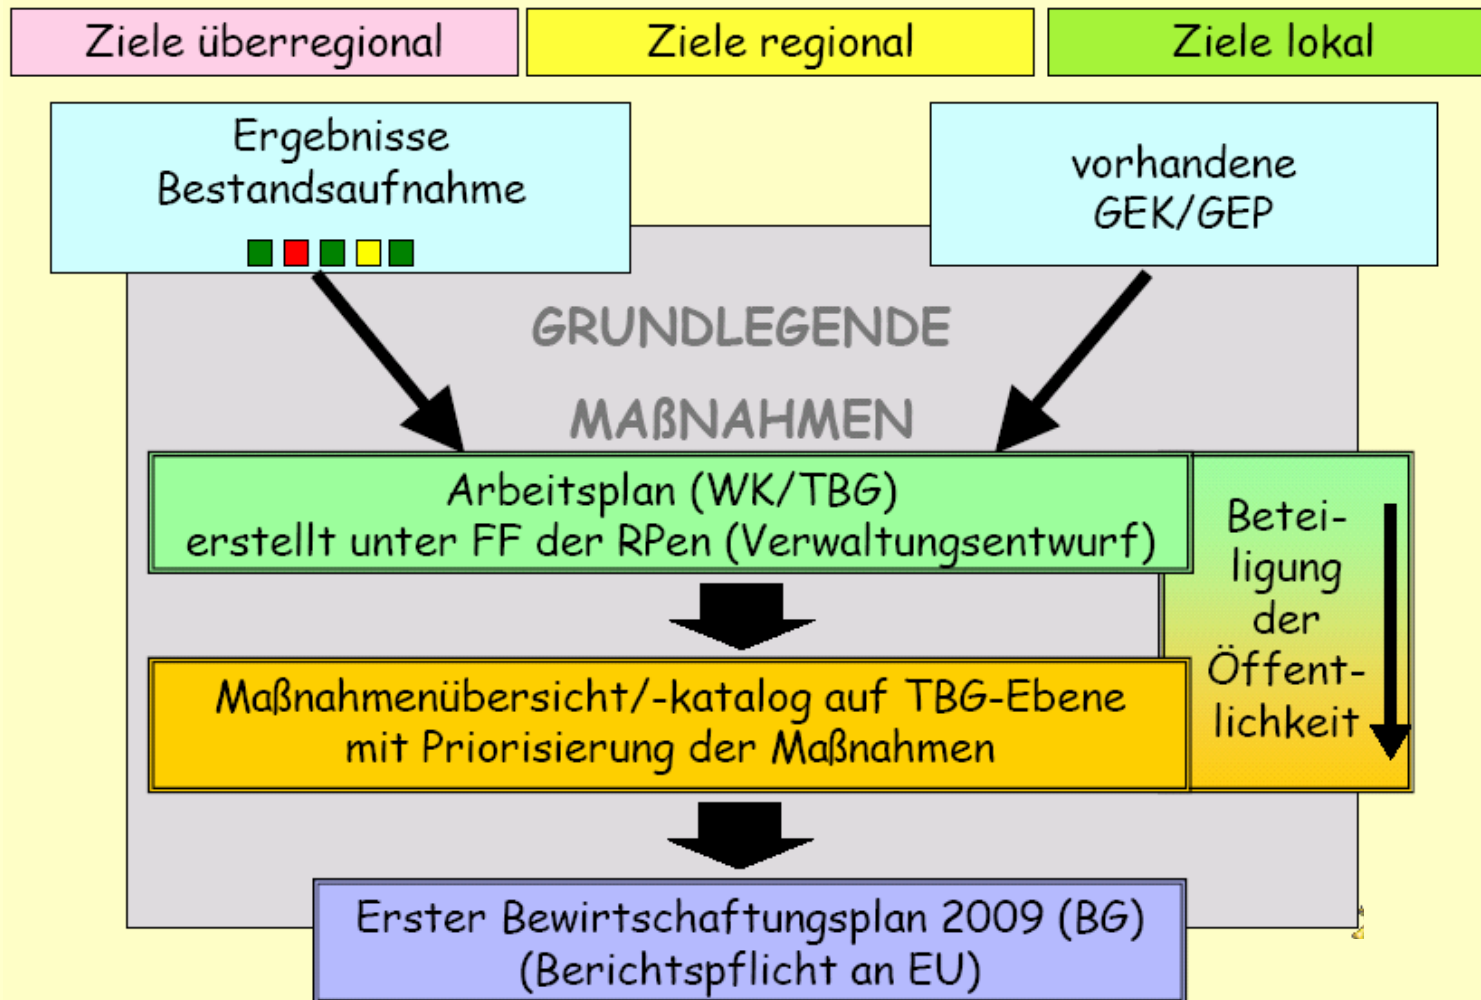 Ziele überregional
Ziele regional
Ziele lokal
Ergebnisse
Bestandsaufnahme
vorhandene
GEK/GEP
GRUNDLEGENDE
MAßNAHMEN
Arbeitsplan (WK/TBG)
erstellt unter FF der RPen (Verwaltungsentwurf)
Betei-
ligung
der
Öffent-
lichkeit
Maßnahmenübersicht/-katalog auf TBG-Ebene
mit Priorisierung der Maßnahmen
Erster Bewirtschaftungsplan 2009 (BG)
(Berichtspflicht an EU)